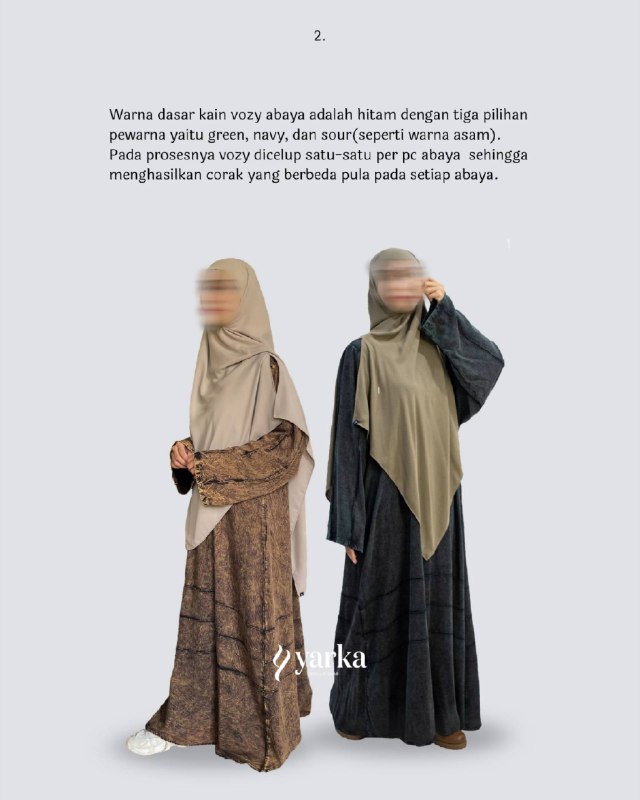 2.
Warna dasar kain vozy abaya adalah hitam dengan tiga pilihan
pewarna yaitu green, navy, dan sour(seperti warna asam).
Pada prosesnya vozy dicelup satu-satu per pc abaya sehingga
menghasilkan corak yang berbeda pula pada setiap abaya.
yarka